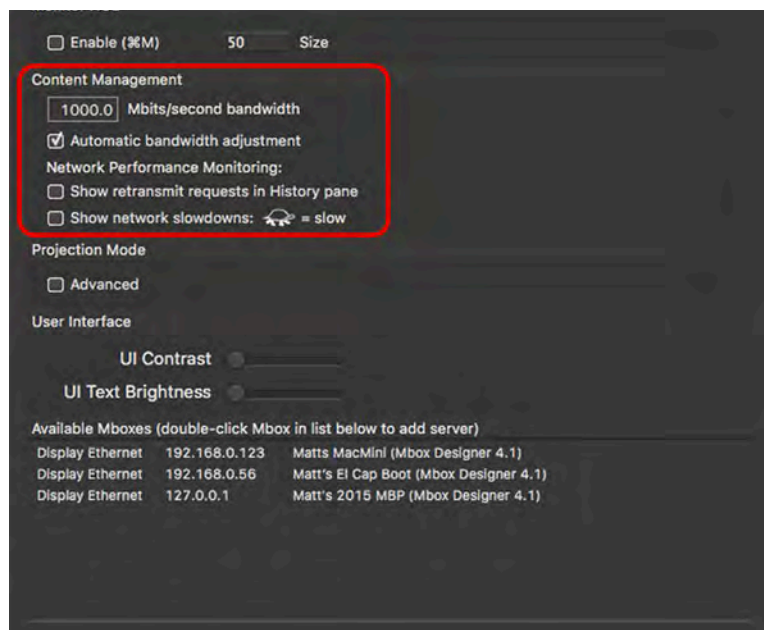 Enable (⌘M) 50 Size
Content Management
1000.0 Mbits/second bandwidth
Automatic bandwidth adjustment
Network Performance Monitoring:
Show retransmit requests in History pane
Show network slowdowns: = slow
Projection Mode
Advanced
User Interface
UI Contrast
UI Text Brightness
Available Mboxes (double-click Mbox in list below to add server)
Display Ethernet 192.168.0.123 Matts MacMini (Mbox Designer 4.1)
Display Ethernet 192.168.0.56 Matt's El Cap Boot (Mbox Designer 4.1)
Display Ethernet 127.0.0.1 Matt's 2015 MBP (Mbox Designer 4.1)